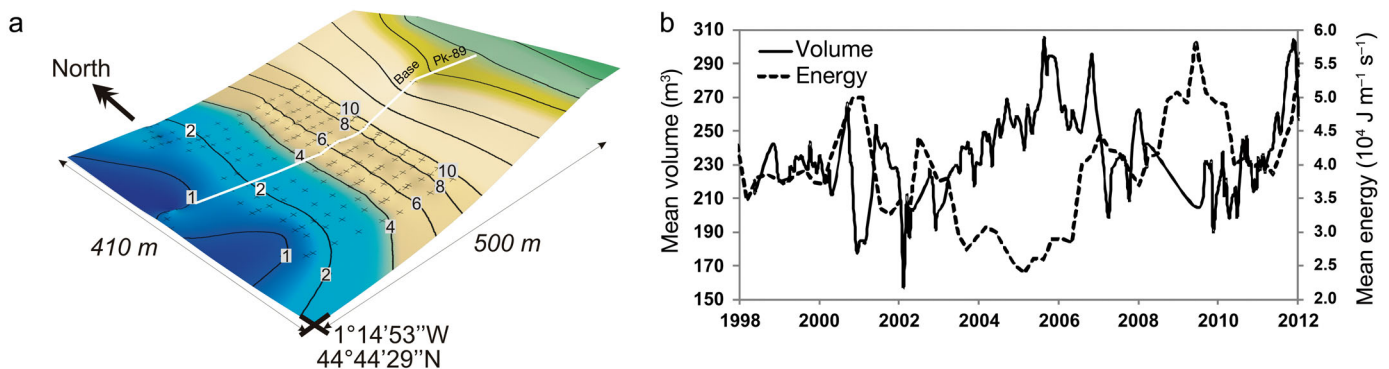 a
North
Base
Pk-89
2
10
8
6
4
2
10
8
6
4
1
1
2
410 m
500 m
1°14'53''W
44°44'29''N
b
310
290
270
250
230
210
190
170
150
Mean volume (m³)
Volume
Energy
6.0
5.5
5.0
4.5
4.0
3.5
3.0
2.5
2.0
Mean energy (10⁴ J m⁻¹ s⁻¹)
1998 2000 2002 2004 2006 2008 2010 2012